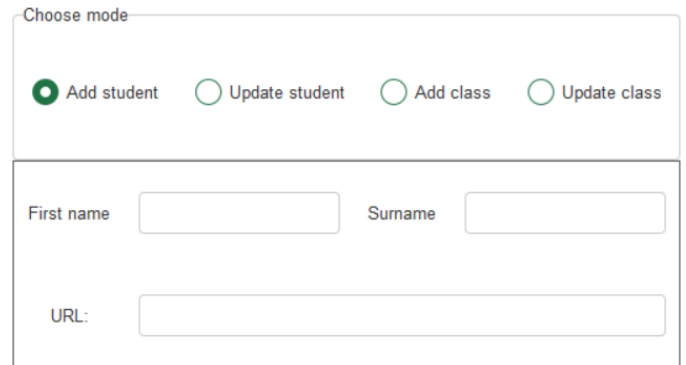 Choose mode
Add student Update student Add class Update class
First name Surname
URL: